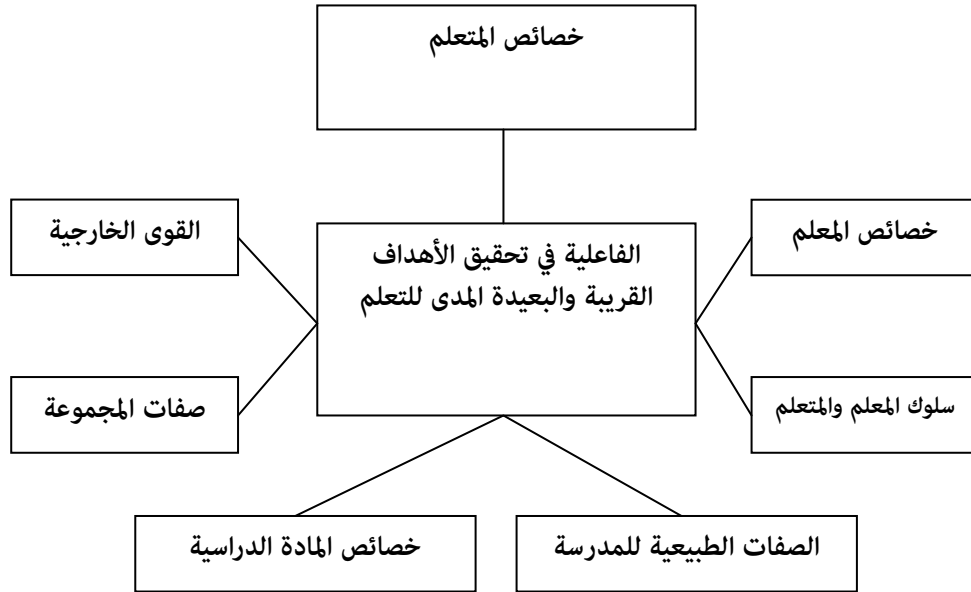 خصائص المتعلم
خصائص المعلم
القوى الخارجية
الفاعلية في تحقيق الأهداف
القريبة والبعيدة المدى للتعلم
سلوك المعلم والمتعلم
صفات المجموعة
الصفات الطبيعية للمدرسة
خصائص المادة الدراسية